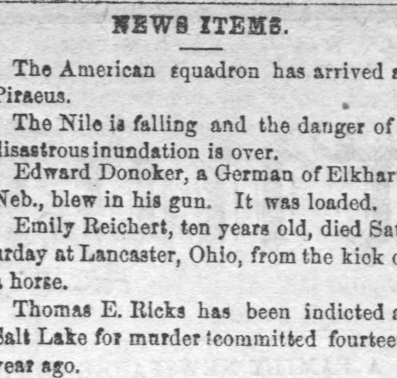 NEWS ITEMS.
The American squadron has arrived a
Piraeus.
The Nile is falling and the danger of
disastrous inundation is over.
Edward Donoker, a German of Elkhar
Neb., blew in his gun. It was loaded.
Emily Reichert, ten years old, died Sat
urday at Lancaster, Ohio, from the kick o
a horse.
Thomas E. Ricks has been indicted a
Salt Lake for murder committed fourtee
year ago.